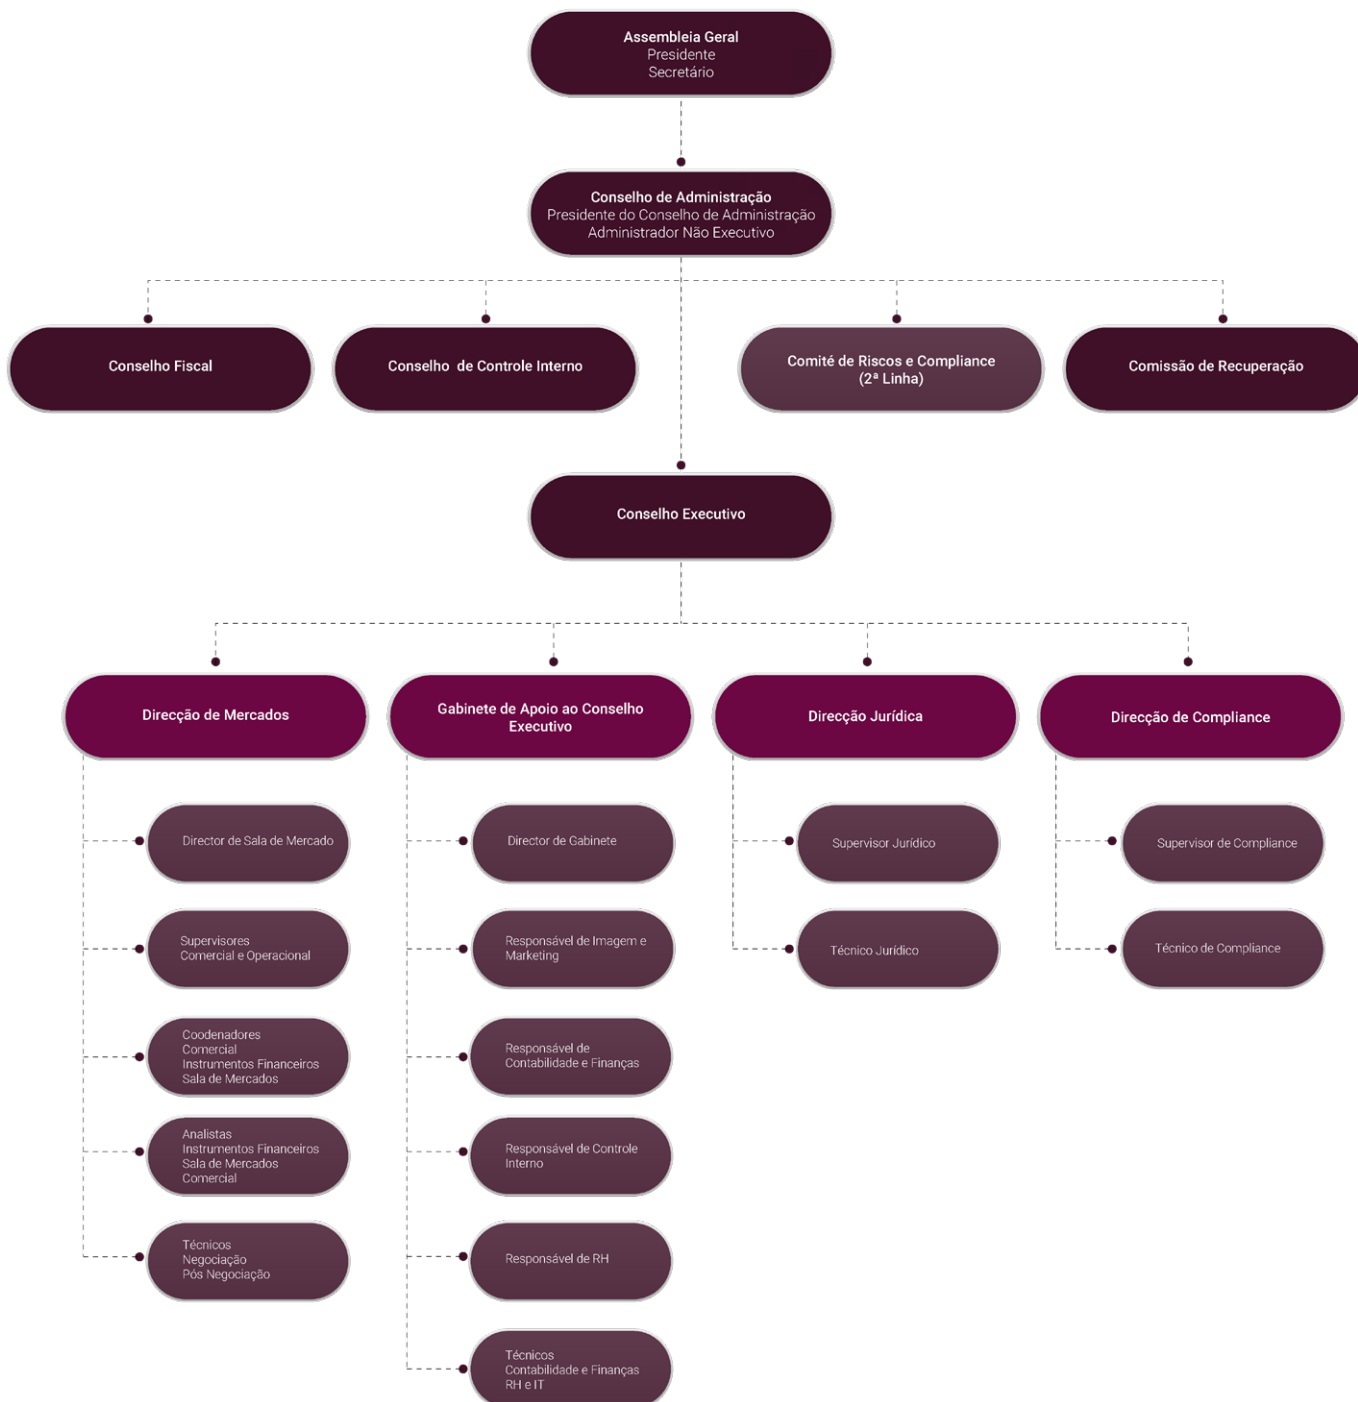 Assembleia Geral
Presidente
Secretário
Conselho de Administração
Presidente do Conselho de Administração
Administrador Não Executivo
Conselho Fiscal
Conselho de Controle Interno
Comité de Riscos e Compliance
(2ª Linha)
Comissão de Recuperação
Conselho Executivo
Direcção de Mercados
Gabinete de Apoio ao Conselho
Executivo
Direcção Jurídica
Direcção de Compliance
Director de Sala de Mercado
Director de Gabinete
Supervisor Jurídico
Supervisor de Compliance
Supervisores
Comercial e Operacional
Responsável de Imagem e
Marketing
Técnico Jurídico
Técnico de Compliance
Coodenadores
Comercial
Instrumentos Financeiros
Sala de Mercados
Responsável de
Contabilidade e Finanças
Analistas
Instrumentos Financeiros
Sala de Mercados
Comercial
Responsável de Controle
Interno
Técnicos
Negociação
Pós Negociação
Responsável de RH
Técnicos
Contabilidade e Finanças
RH e IT